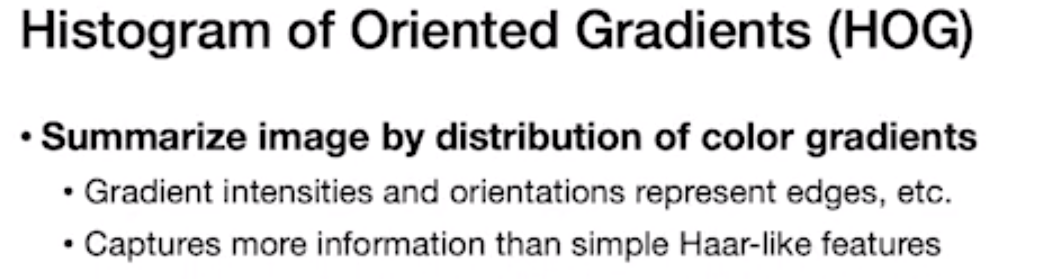 Histogram of Oriented Gradients (HOG)
• Summarize image by distribution of color gradients
• Gradient intensities and orientations represent edges, etc.
• Captures more information than simple Haar-like features